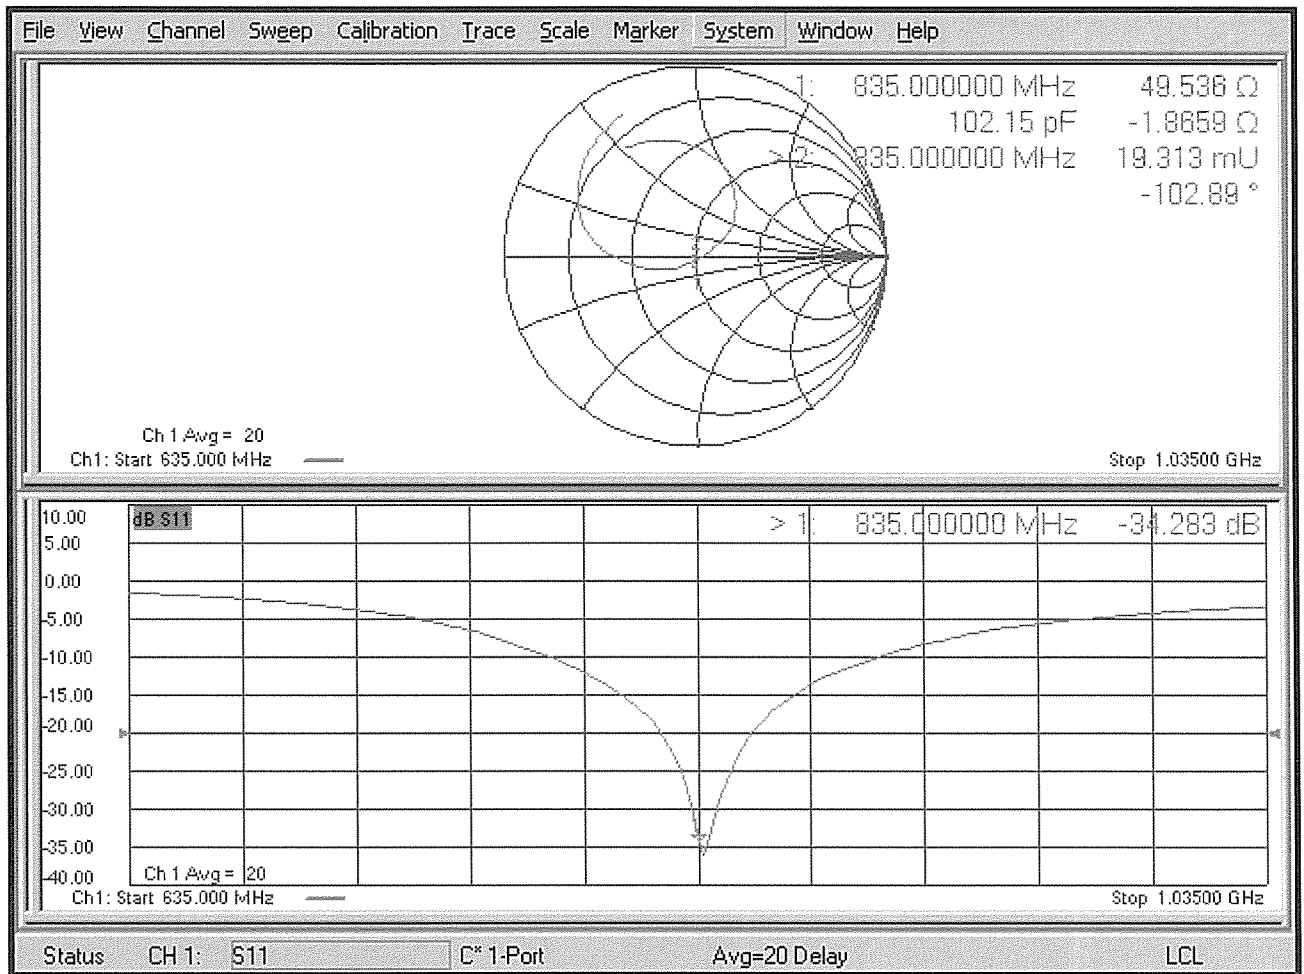 File View Channel Sweep Calibration Trace Scale Marker System Window Help
1: 835.000000 MHz 49.536 Ω
102.15 pF -1.8659 Ω
> 2: 835.000000 MHz 19.313 mU
-102.89 °
Ch 1 Avg = 20
Ch1: Start 635.000 MHz
Stop 1.03500 GHz
10.00
dB S11
> 1: 835.000000 MHz -34.283 dB
5.00
0.00
-5.00
-10.00
-15.00
-20.00
-25.00
-30.00
-35.00
-40.00
Ch 1 Avg = 20
Ch1: Start 635.000 MHz
Stop 1.03500 GHz
Status CH 1: S11 C* 1-Port Avg=20 Delay LCL